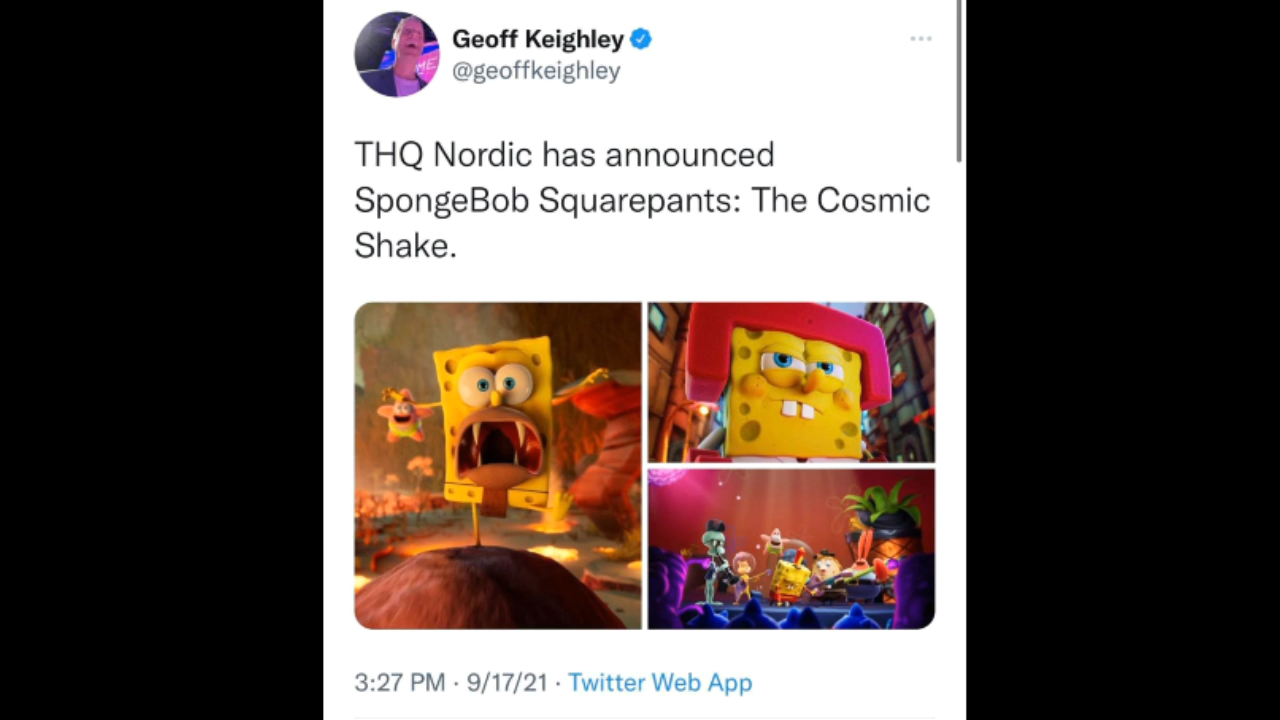 Geoff Keighley
@geoffkeighley
THQ Nordic has announced
SpongeBob Squarepants: The Cosmic
Shake.
3:27 PM · 9/17/21 · Twitter Web App